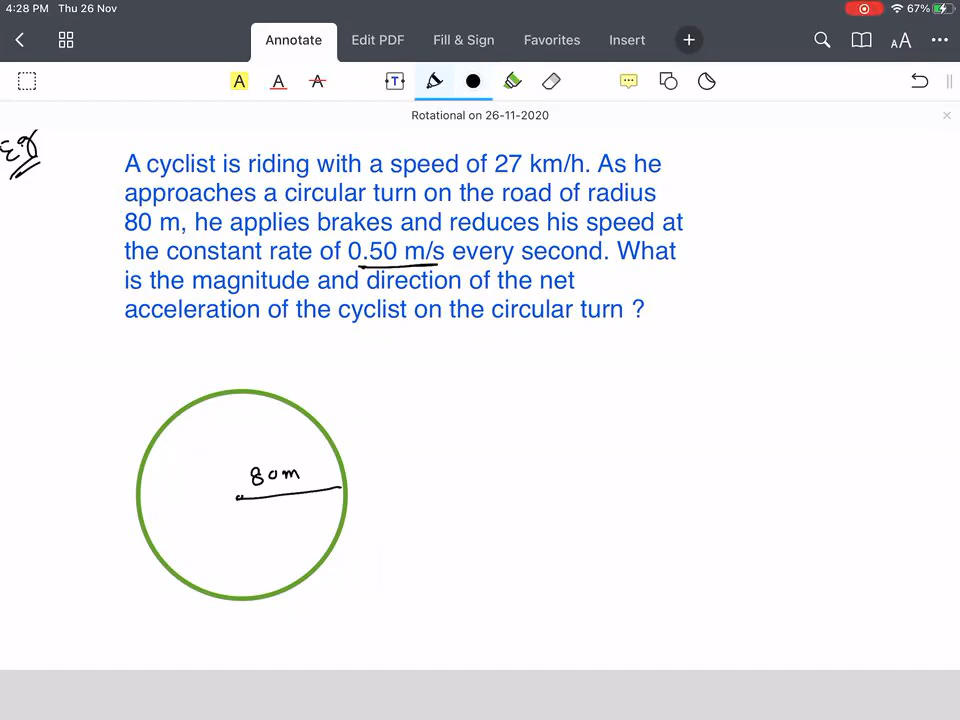 4:28 PM Thu 26 Nov
67%
Annotate Edit PDF Fill & Sign Favorites Insert +
AA
A A A T
Rotational on 26-11-2020
Eg
A cyclist is riding with a speed of 27 km/h. As he
approaches a circular turn on the road of radius
80 m, he applies brakes and reduces his speed at
the constant rate of 0.50 m/s every second. What
is the magnitude and direction of the net
acceleration of the cyclist on the circular turn ?
80m